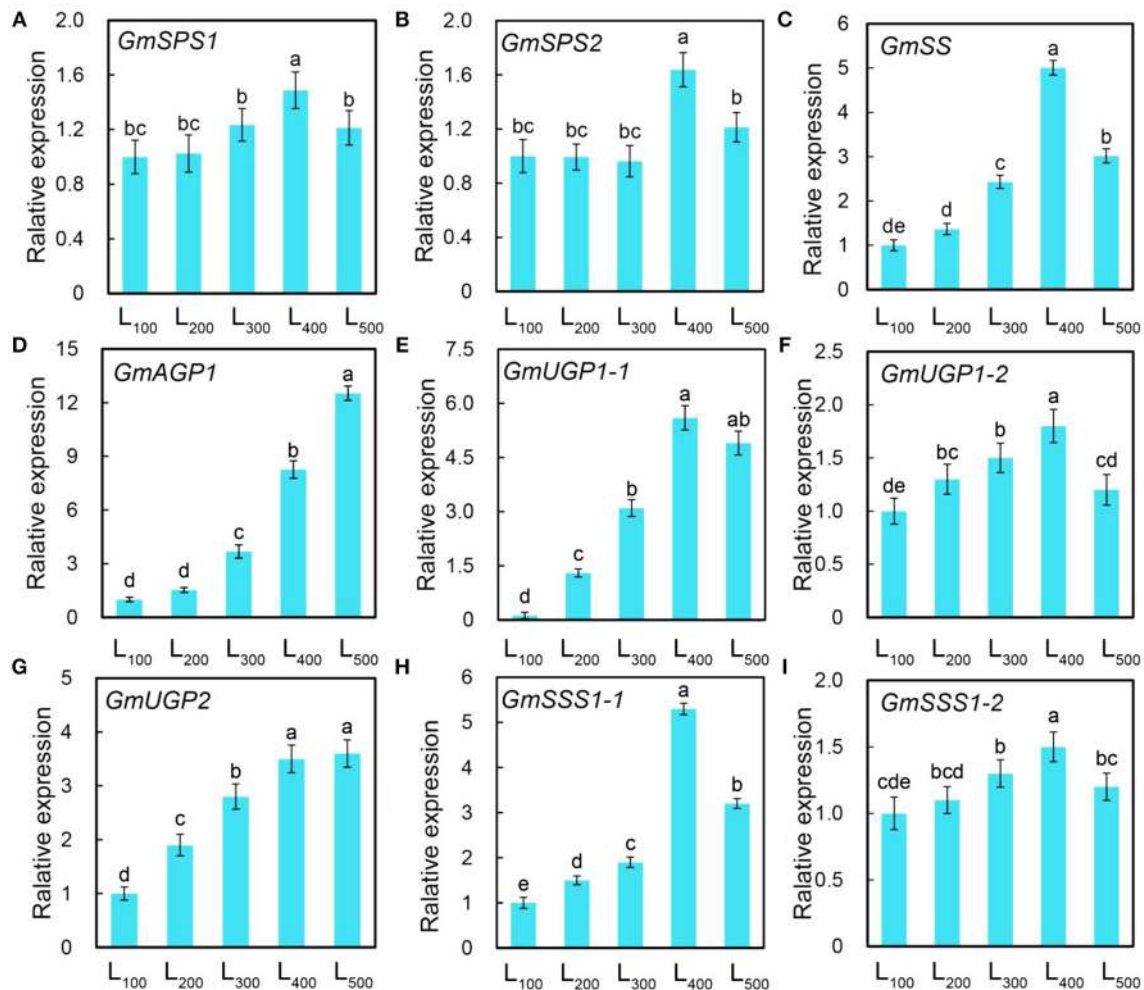 A
Ralative expression
2.0
1.6
1.2
0.8
0.4
0
GmSPS1
bc
bc
b
a
b
L100 L200 L300 L400 L500
B
Ralative expression
2.0
1.6
1.2
0.8
0.4
0
GmSPS2
bc
bc
bc
a
b
L100 L200 L300 L400 L500
C
Ralative expression
6
5
4
3
2
1
0
GmSS
de
d
c
a
b
L100 L200 L300 L400 L500
D
Ralative expression
15
12
9
6
3
0
GmAGP1
d
d
c
b
a
L100 L200 L300 L400 L500
E
Ralative expression
7.5
6.0
4.5
3.0
1.5
0
GmUGP1-1
d
c
b
a
ab
L100 L200 L300 L400 L500
F
Ralative expression
2.5
2.0
1.5
1.0
0.5
0
GmUGP1-2
de
bc
b
a
cd
L100 L200 L300 L400 L500
G
Ralative expression
5
4
3
2
1
0
GmUGP2
d
c
b
a
a
L100 L200 L300 L400 L500
H
Ralative expression
6
5
4
3
2
1
0
GmSSS1-1
e
d
c
a
b
L100 L200 L300 L400 L500
I
Ralative expression
2.0
1.5
1.0
0.5
0
GmSSS1-2
cde
bcd
b
a
bc
L100 L200 L300 L400 L500